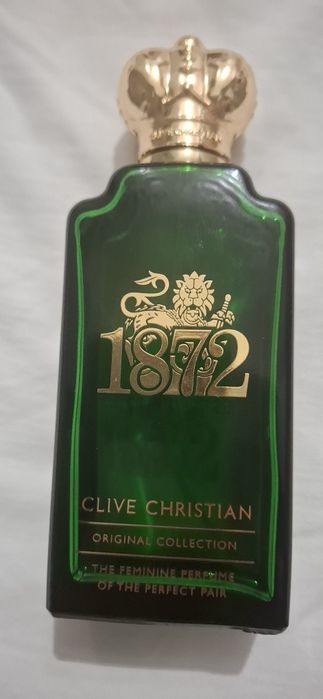 1872
CLIVE CHRISTIAN
ORIGINAL COLLECTION
THE FEMININE PERFUME
OF THE PERFECT PAIR